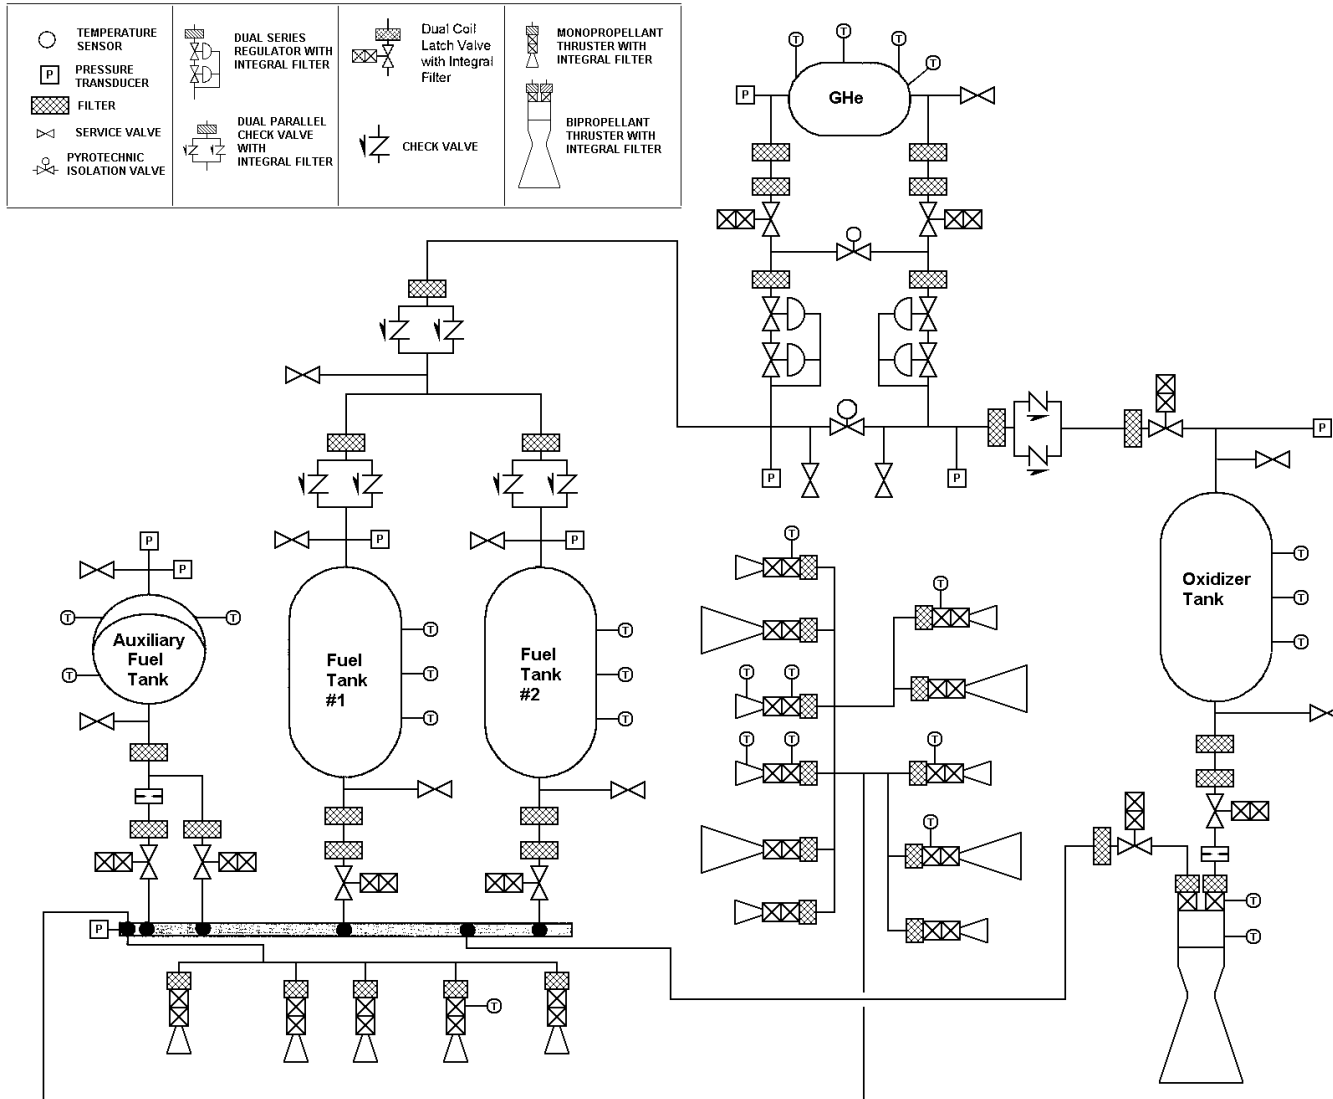 TEMPERATURE
SENSOR
P
PRESSURE
TRANSDUCER
FILTER
SERVICE VALVE
PYROTECHNIC
ISOLATION VALVE
DUAL SERIES
REGULATOR WITH
INTEGRAL FILTER
DUAL PARALLEL
CHECK VALVE
WITH
INTEGRAL FILTER
Dual Coil
Latch Valve
with Integral
Filter
CHECK VALVE
MONOPROPELLANT
THRUSTER WITH
INTEGRAL FILTER
BIPROPELLANT
THRUSTER WITH
INTEGRAL FILTER
T
T
T
T
P
GHe
P
P
P
P
P
P
P
P
T
T
T
T
Auxiliary
Fuel
Tank
Fuel
Tank
#1
T
T
T
Fuel
Tank
#2
T
T
T
T
T
T
T
T
T
T
T
Oxidizer
Tank
T
T
T
P
T
T
T